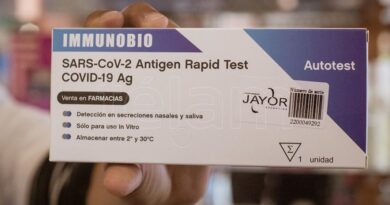 IMMUNOBIO
SARS-CoV-2 Antigen Rapid Test
COVID-19 Ag
Autotest
Venta en FARMACIAS
Detección en secreciones nasales y saliva
Sólo para uso In Vitro
Almacenar entre 2° y 30°C
JAYOR
2200049292
1 unidad